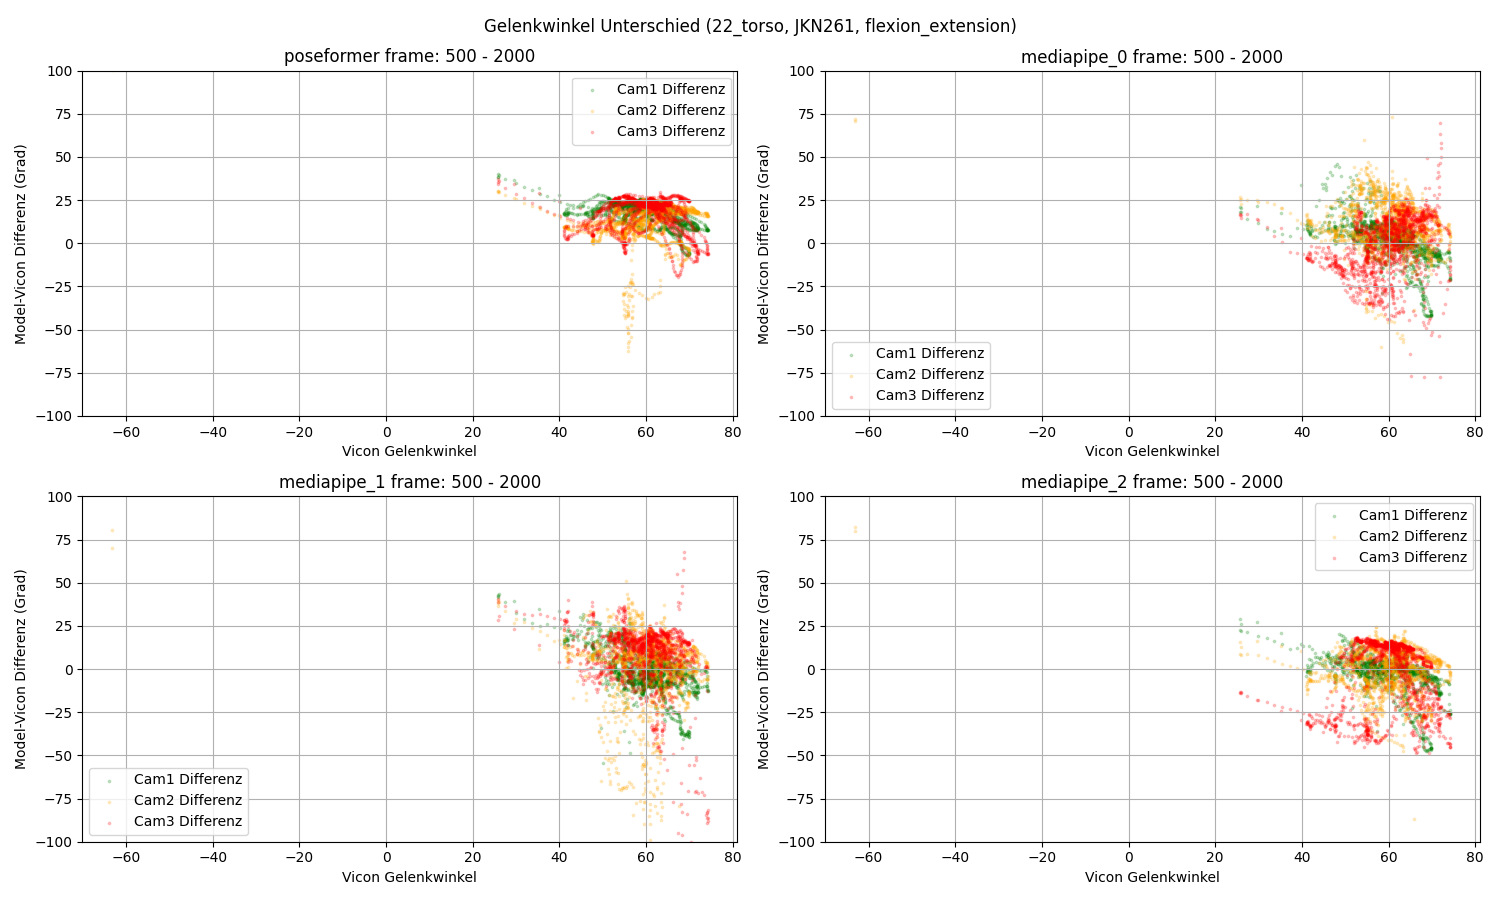 Gelenkwinkel Unterschied (22_torso, JKN261, flexion_extension)
poseformer frame: 500 - 2000
100
75
50
25
0
−25
−50
−75
−100
−60
−40
−20
0
20
40
60
80
Model-Vicon Differenz (Grad)
Vicon Gelenkwinkel
Cam1 Differenz
Cam2 Differenz
Cam3 Differenz
mediapipe_0 frame: 500 - 2000
100
75
50
25
0
−25
−50
−75
−100
−60
−40
−20
0
20
40
60
80
Model-Vicon Differenz (Grad)
Vicon Gelenkwinkel
Cam1 Differenz
Cam2 Differenz
Cam3 Differenz
mediapipe_1 frame: 500 - 2000
100
75
50
25
0
−25
−50
−75
−100
−60
−40
−20
0
20
40
60
80
Model-Vicon Differenz (Grad)
Vicon Gelenkwinkel
Cam1 Differenz
Cam2 Differenz
Cam3 Differenz
mediapipe_2 frame: 500 - 2000
100
75
50
25
0
−25
−50
−75
−100
−60
−40
−20
0
20
40
60
80
Model-Vicon Differenz (Grad)
Vicon Gelenkwinkel
Cam1 Differenz
Cam2 Differenz
Cam3 Differenz